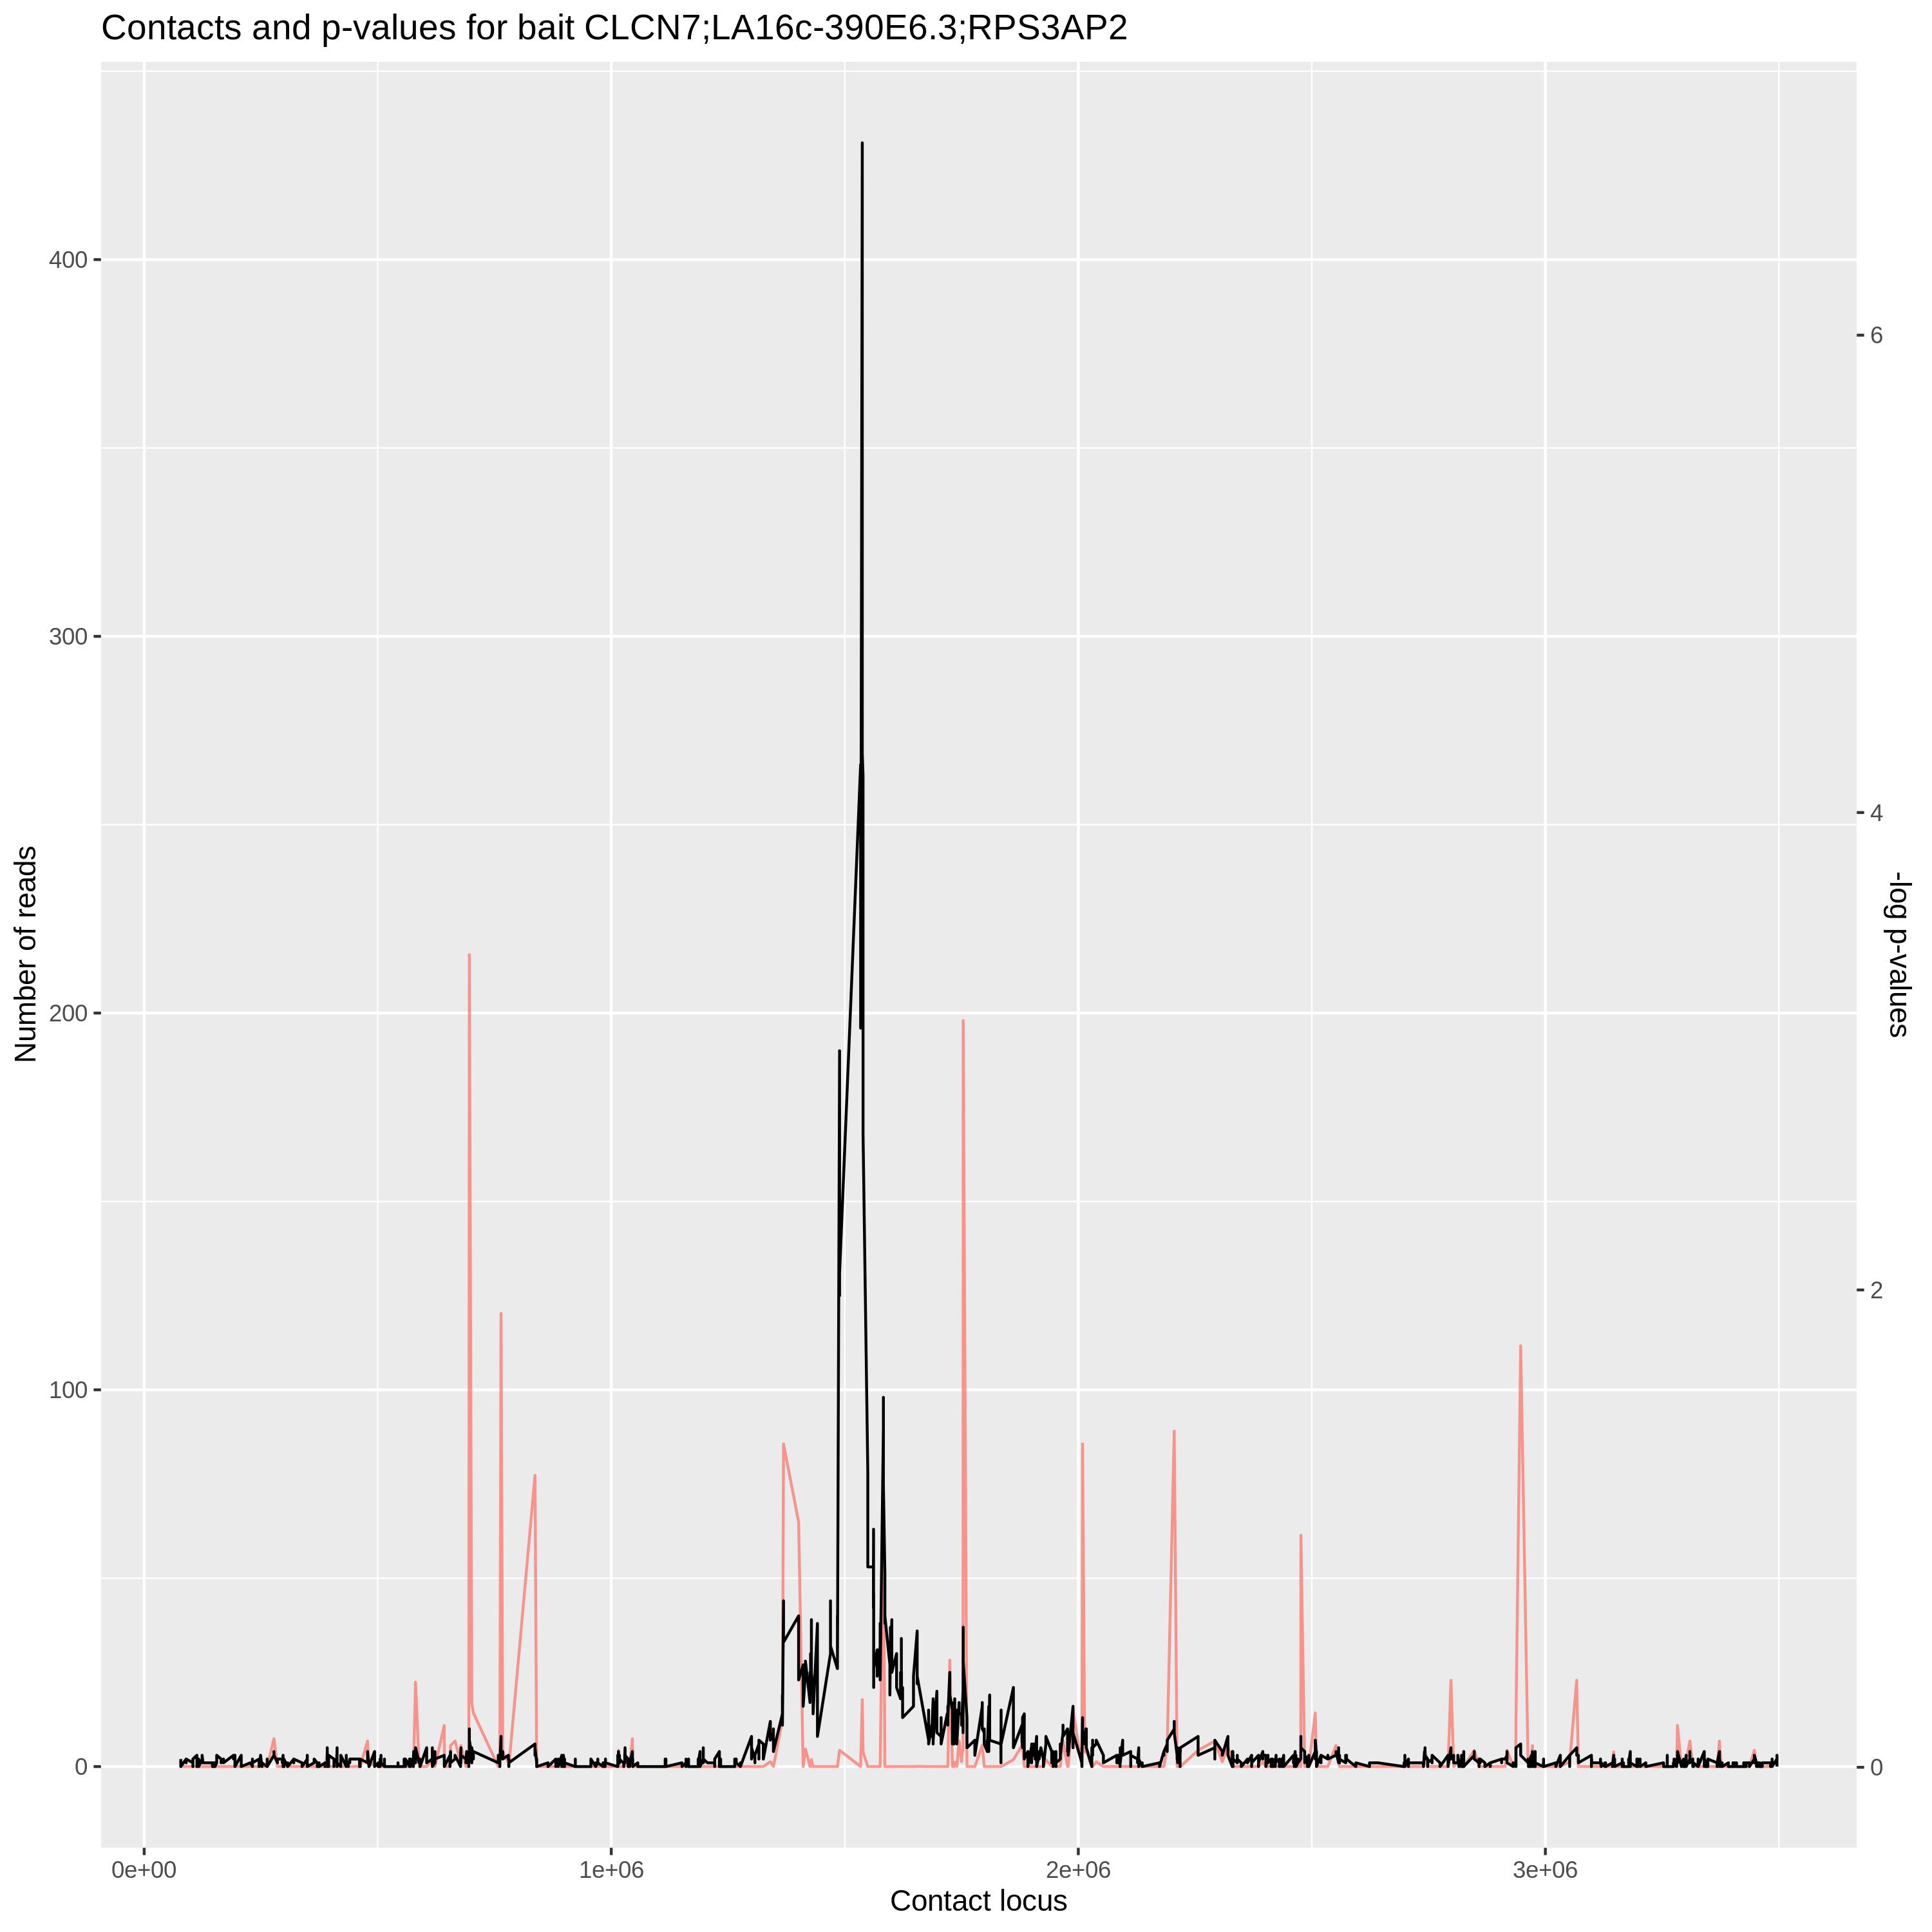 Contacts and p-values for bait CLCN7;LA16c-390E6.3;RPS3AP2
400
300
200
100
0
Number of reads
6
4
2
0
-log p-values
0e+00
1e+06
2e+06
3e+06
Contact locus